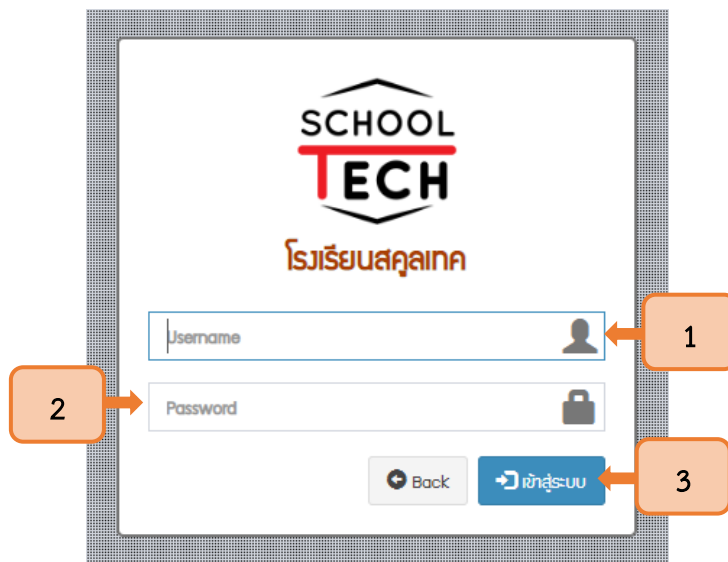 SCHOOL
TECH
โรงเรียนสคูลเทค
Username
1
Password
2
Back
เข้าสู่ระบบ
3